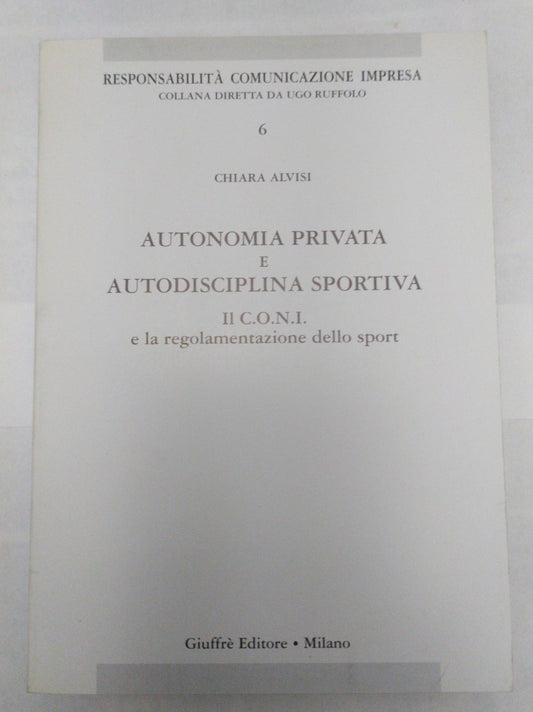 RESPONSABILITÀ COMUNICAZIONE IMPRESA
COLLANA DIRETTA DA UGO RUFFOLO
6
CHIARA ALVISI
AUTONOMIA PRIVATA
E
AUTODISCIPLINA SPORTIVA
Il C.O.N.I.
e la regolamentazione dello sport
Giuffrè Editore • Milano